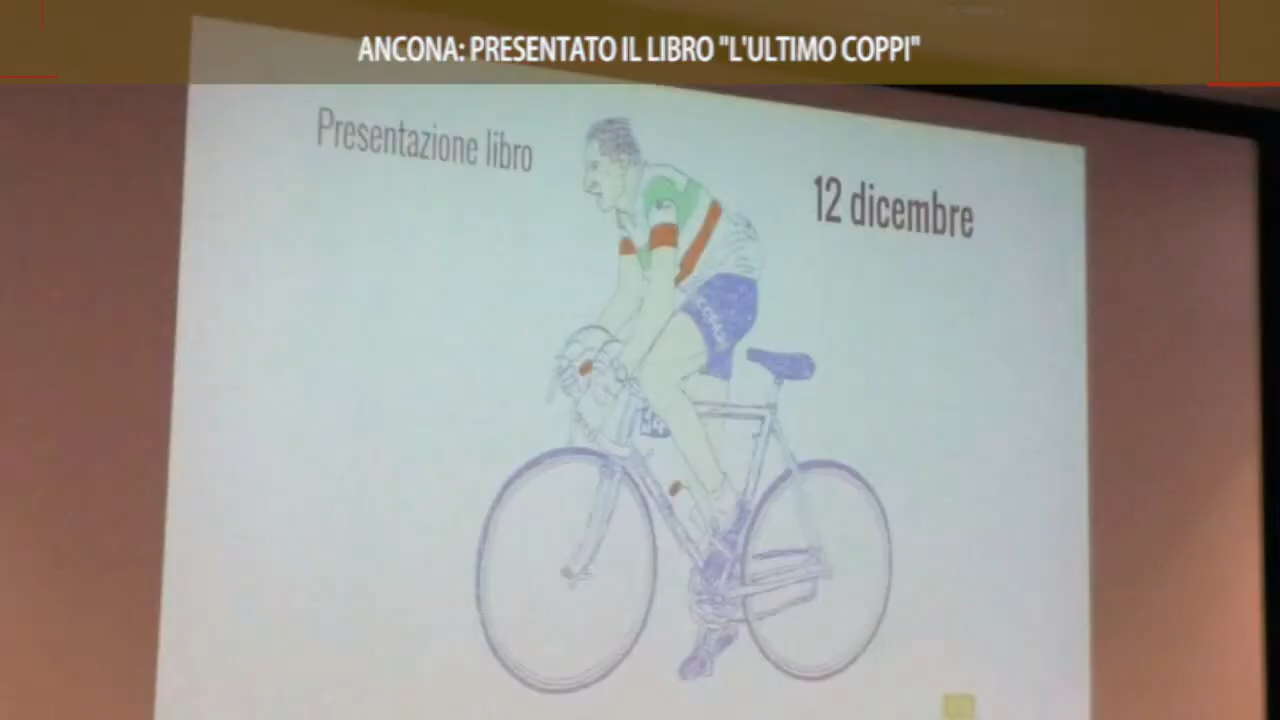 ANCONA: PRESENTATO IL LIBRO "L'ULTIMO COPPI"
Presentazione libro
12 dicembre